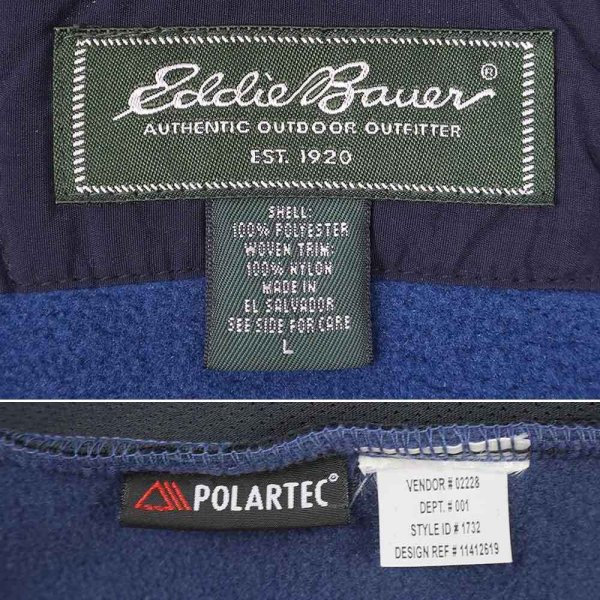 Eddie Bauer®
AUTHENTIC OUTDOOR OUTFITTER
EST. 1920
SHELL:
100% POLYESTER
WOVEN TRIM:
100% NYLON
MADE IN
EL SALVADOR
SEE SIDE FOR CARE
L
POLARTEC®
VENDOR # 02228
DEPT. # 001
STYLE ID # 1732
DESIGN REF # 11412619